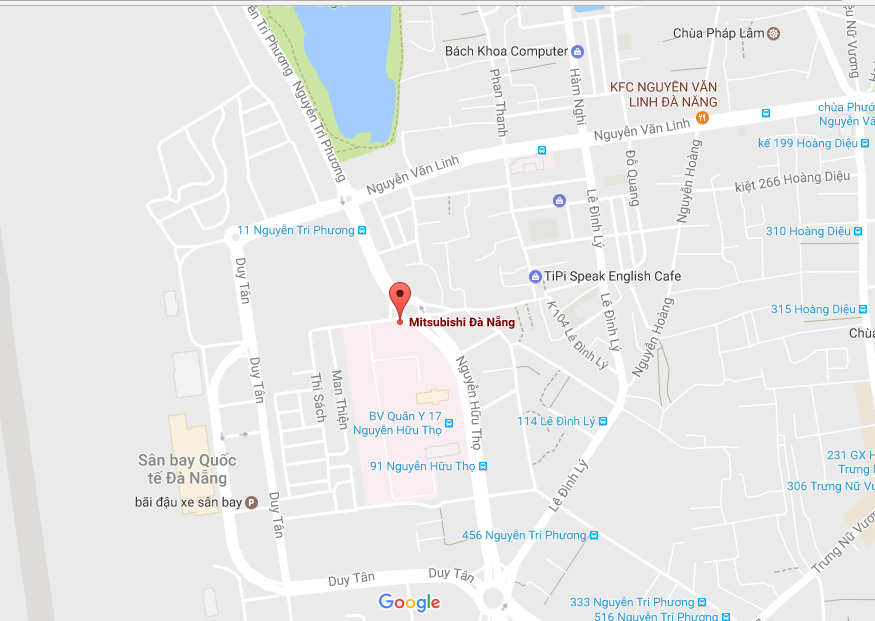 n Tri Phương
Nguyễn Tri Phương
Bách Khoa Computer
Chùa Pháp Lâm
Nữ Vương
Phan Thanh
Hàm Nghi
KFC NGUYỄN VĂN
LINH ĐÀ NẴNG
chùa Phướ
Nguyễn Vă
Nguyễn Văn Linh
kế 199 Hoàng Diệu
Nguyễn Văn Linh
Đỗ Quang
Nguyễn Hoàng
kiệt 266 Hoàng Diệu
Lê Đình Lý
11 Nguyễn Tri Phương
310 Hoàng Diệu
Duy Tân
TiPi Speak English Cafe
Mitsubishi Đà Nẵng
K 104 Lê Đình Lý
Lê Đình Lý
Nguyễn Hoàng
315 Hoàng Diệu
Chùa
Duy Tân
Thi Sách
Man Thiện
Nguyễn Hữu Thọ
BV Quân Y 17
Nguyễn Hữu Thọ
114 Lê Đình Lý
91 Nguyễn Hữu Thọ
Sân bay Quốc
tế Đà Nẵng
bãi đậu xe sân bay
Duy Tân
Lê Đình Lý
231 GX H
Trưng N
306 Trưng Nữ Vư
Trưng Nữ Vươ
456 Nguyễn Tri Phương
Duy Tân
Duy Tân
Google
333 Nguyễn Tri Phương
516 Nguyễn Tri Phương